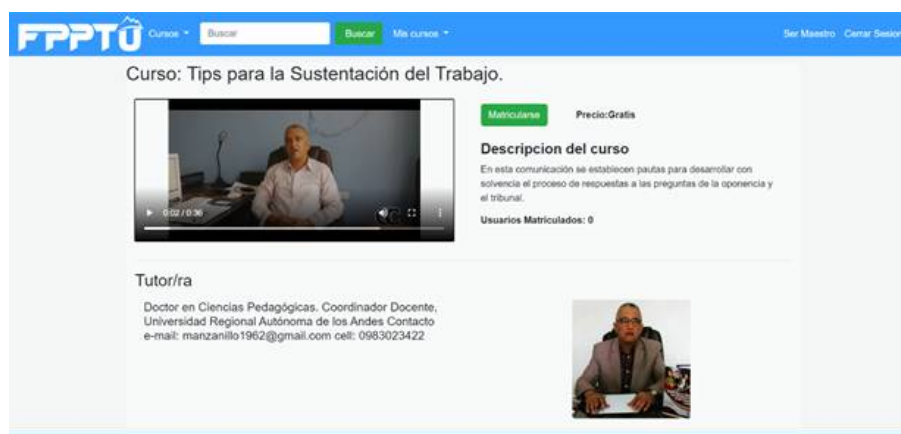 FPPTU Cursos Buscar Buscar Mis cursos Ser Maestro Cerrar Sesion
Curso: Tips para la Sustentación del Trabajo.
Matricularse Precio:Gratis
Descripcion del curso
En esta comunicación se establecen pautas para desarrollar con
solvencia el proceso de respuestas a las preguntas de la oponencia y
el tribunal.
Usuarios Matriculados: 0
0:02 / 0:36
Tutor/ra
Doctor en Ciencias Pedagógicas. Coordinador Docente,
Universidad Regional Autónoma de los Andes Contacto
e-mail: manzanillo1962@gmail.com cell: 0983023422